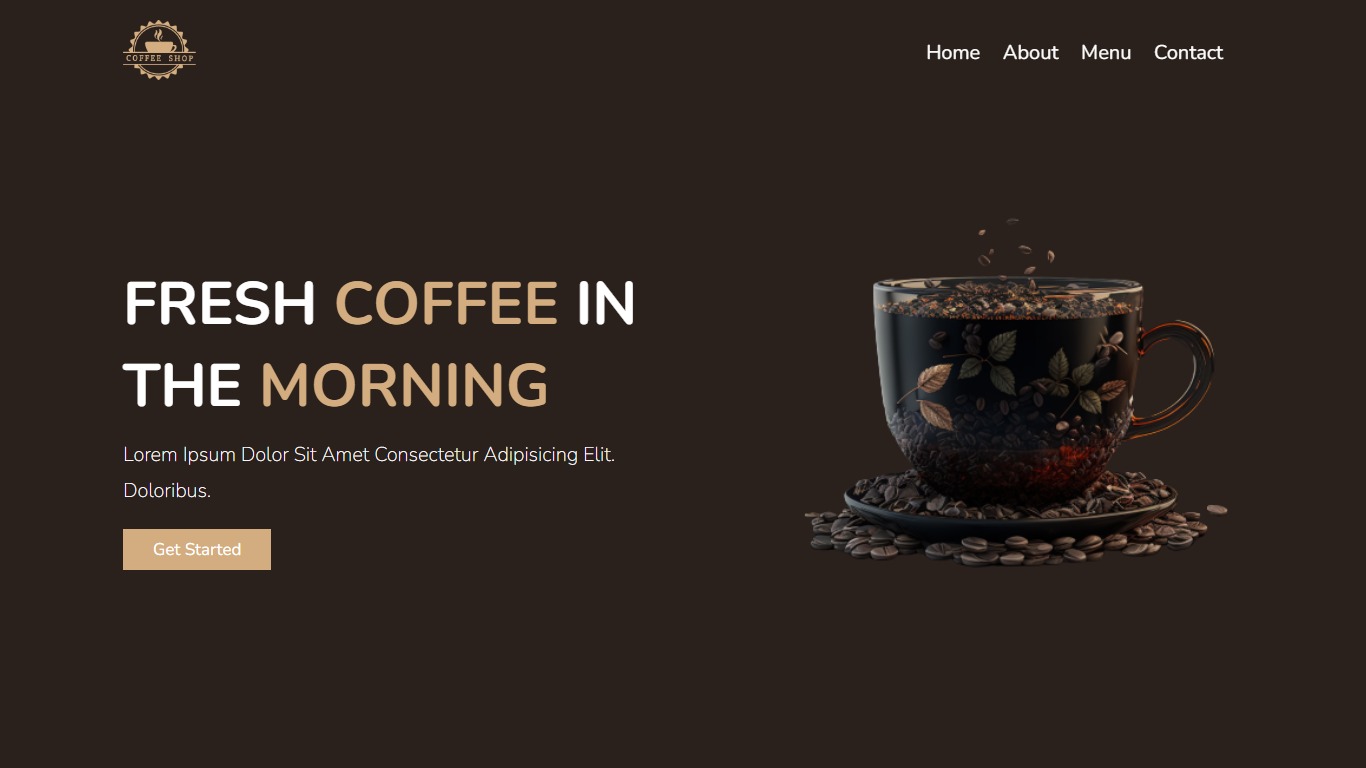 COFFEE SHOP
Home About Menu Contact
FRESH COFFEE IN
THE MORNING
Lorem Ipsum Dolor Sit Amet Consectetur Adipisicing Elit.
Doloribus.
Get Started